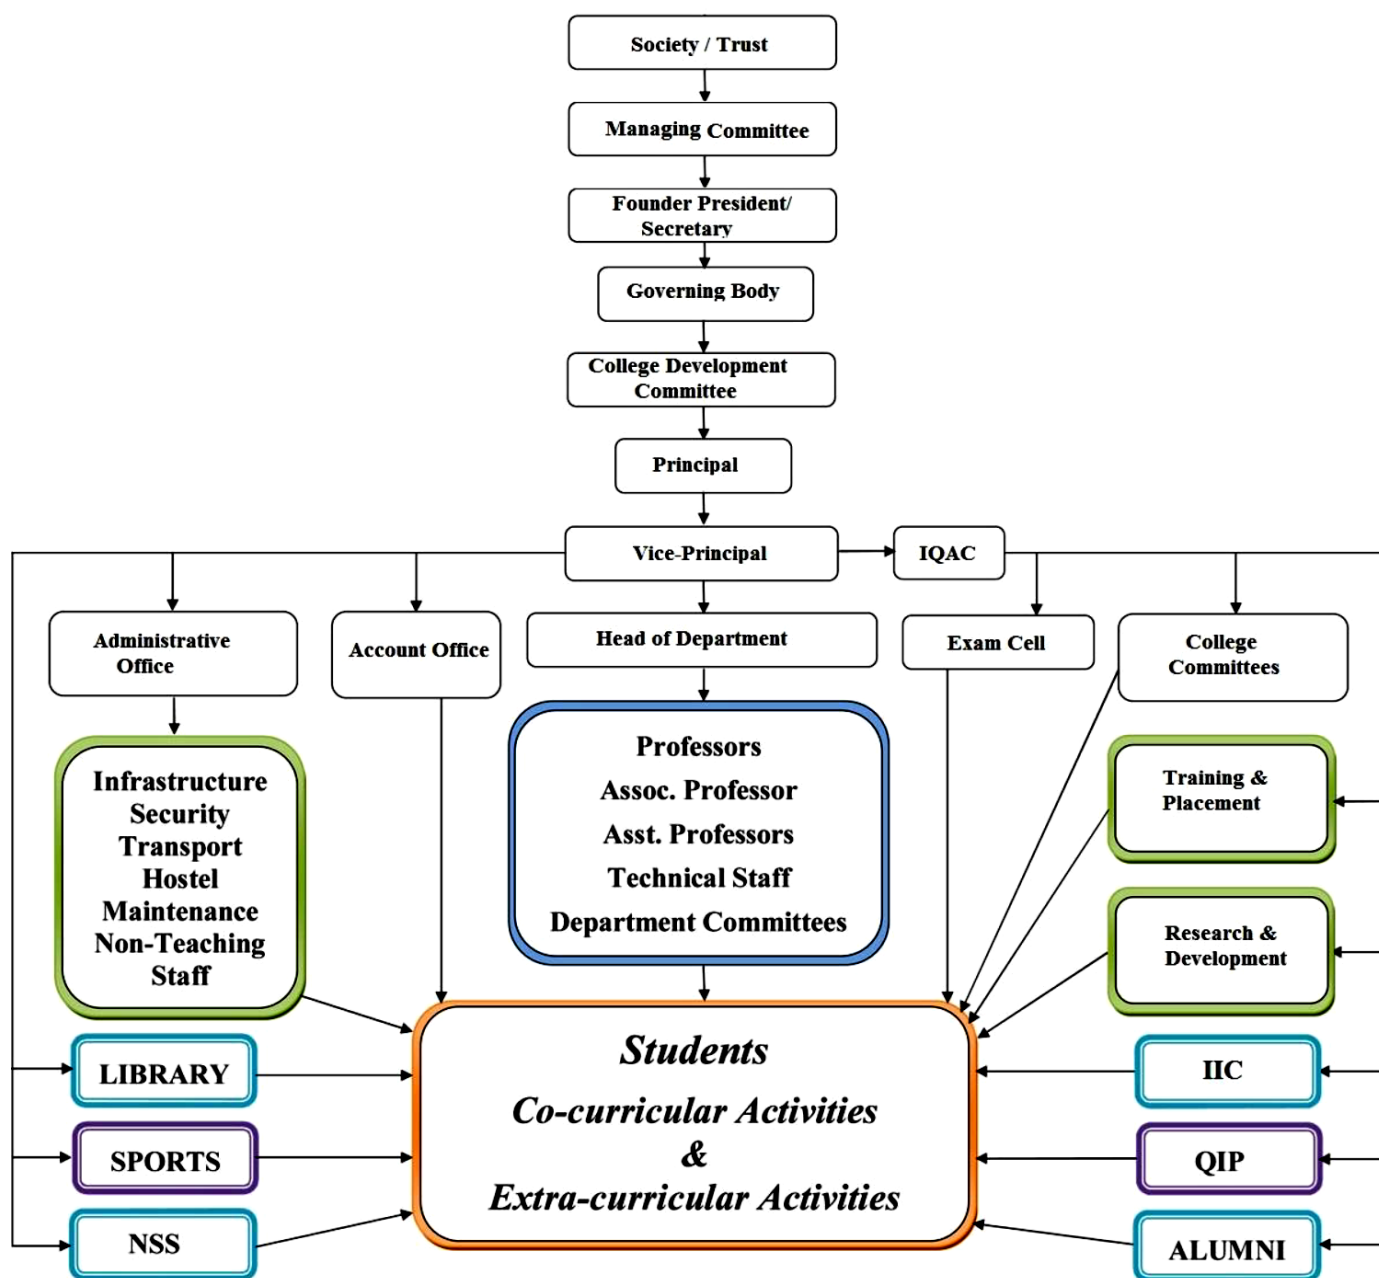 Society / Trust
Managing Committee
Founder President/
Secretary
Governing Body
College Development
Committee
Principal
Vice-Principal
IQAC
Administrative
Office
Account Office
Head of Department
Exam Cell
College
Committees
Infrastructure
Security
Transport
Hostel
Maintenance
Non-Teaching
Staff
Professors
Assoc. Professor
Asst. Professors
Technical Staff
Department Committees
Training &
Placement
Research &
Development
LIBRARY
SPORTS
NSS
Students
Co-curricular Activities
&
Extra-curricular Activities
IIC
QIP
ALUMNI